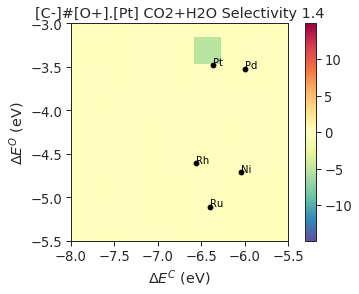 [C-]#[O+].[Pt] CO2+H2O Selectivity 1.4
−3.0
−3.5
−4.0
−4.5
−5.0
−5.5
ΔE^O (eV)
Pt
Pd
Rh
Ni
Ru
−8.0 −7.5 −7.0 −6.5 −6.0 −5.5
ΔE^C (eV)
10
5
0
−5
−10